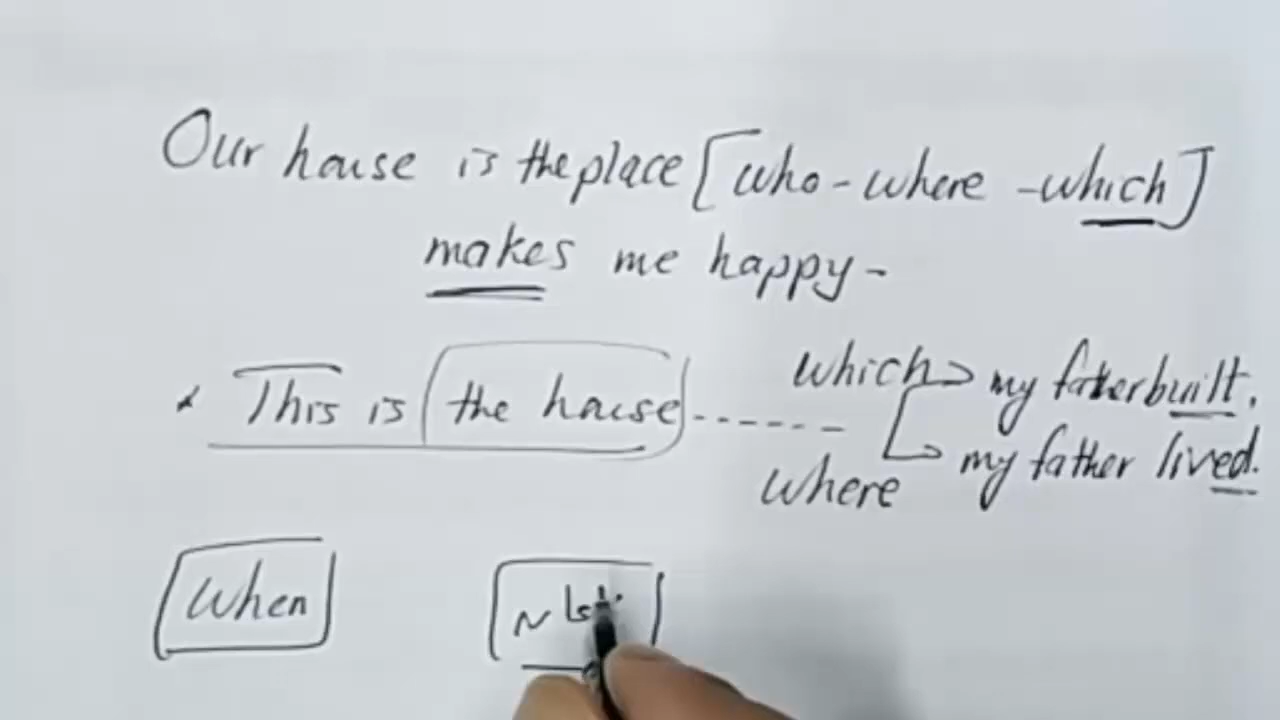 Our house is the place [who - where - which]
makes me happy -
This is the house ------
which my father built.
my father lived.
where
When